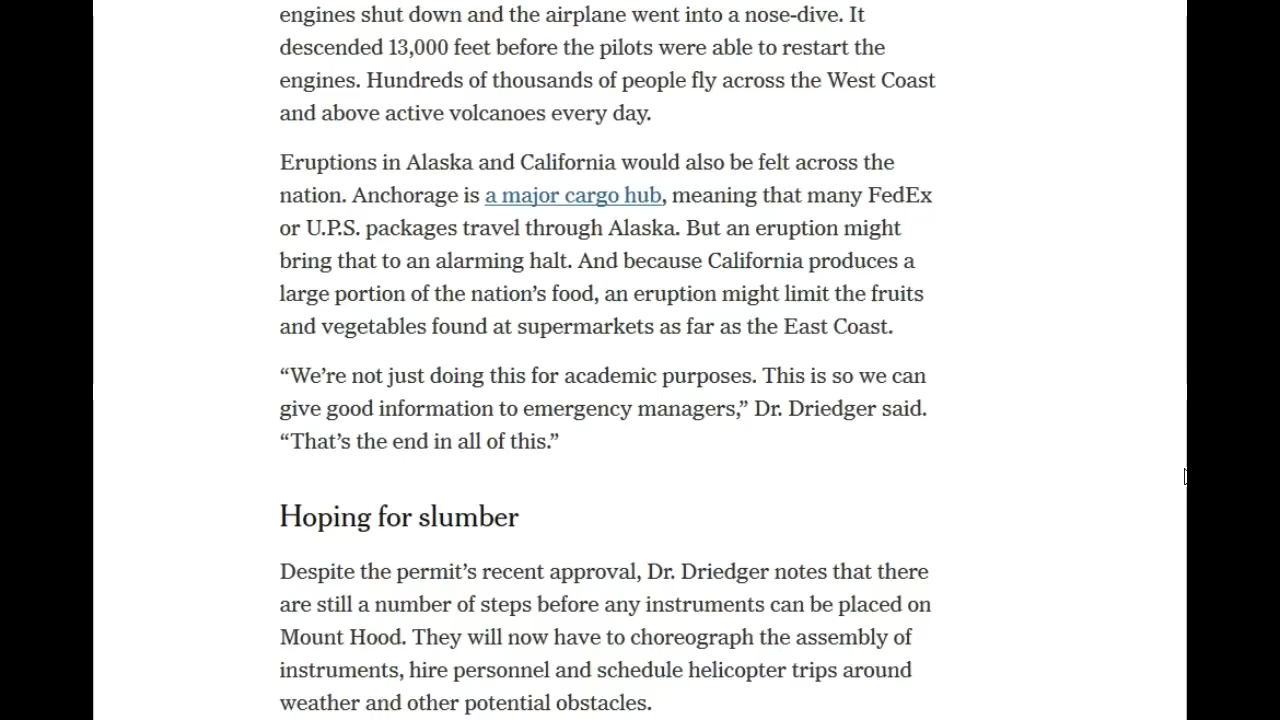 engines shut down and the airplane went into a nose-dive. It
descended 13,000 feet before the pilots were able to restart the
engines. Hundreds of thousands of people fly across the West Coast
and above active volcanoes every day.
Eruptions in Alaska and California would also be felt across the
nation. Anchorage is a major cargo hub, meaning that many FedEx
or U.P.S. packages travel through Alaska. But an eruption might
bring that to an alarming halt. And because California produces a
large portion of the nation’s food, an eruption might limit the fruits
and vegetables found at supermarkets as far as the East Coast.
“We’re not just doing this for academic purposes. This is so we can
give good information to emergency managers,” Dr. Driedger said.
“That’s the end in all of this.”
Hoping for slumber
Despite the permit’s recent approval, Dr. Driedger notes that there
are still a number of steps before any instruments can be placed on
Mount Hood. They will now have to choreograph the assembly of
instruments, hire personnel and schedule helicopter trips around
weather and other potential obstacles.